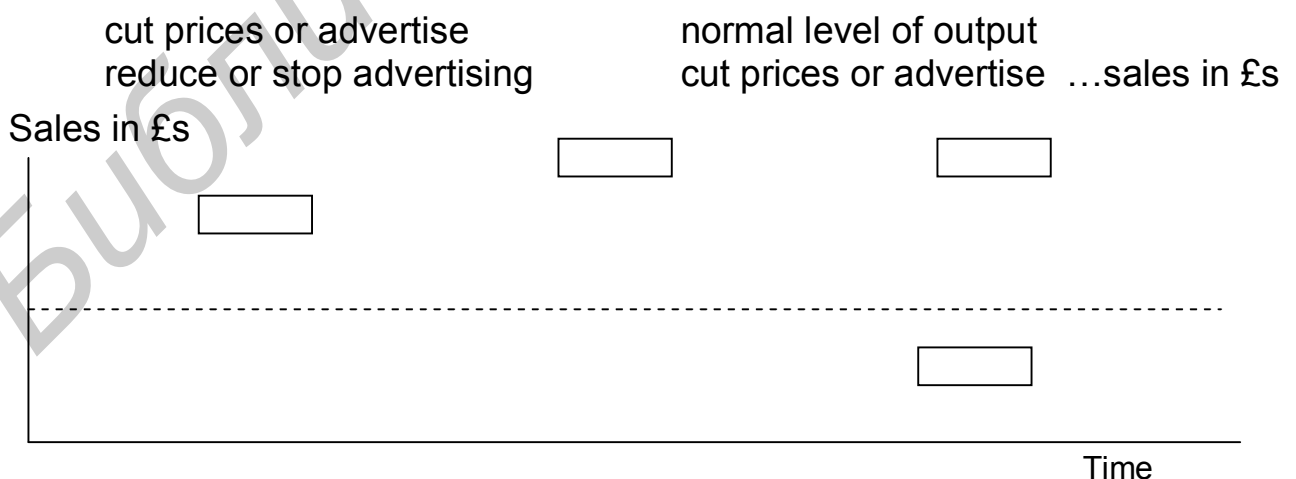 cut prices or advertise normal level of output
reduce or stop advertising cut prices or advertise …sales in £s
Sales in £s
Библи
Time